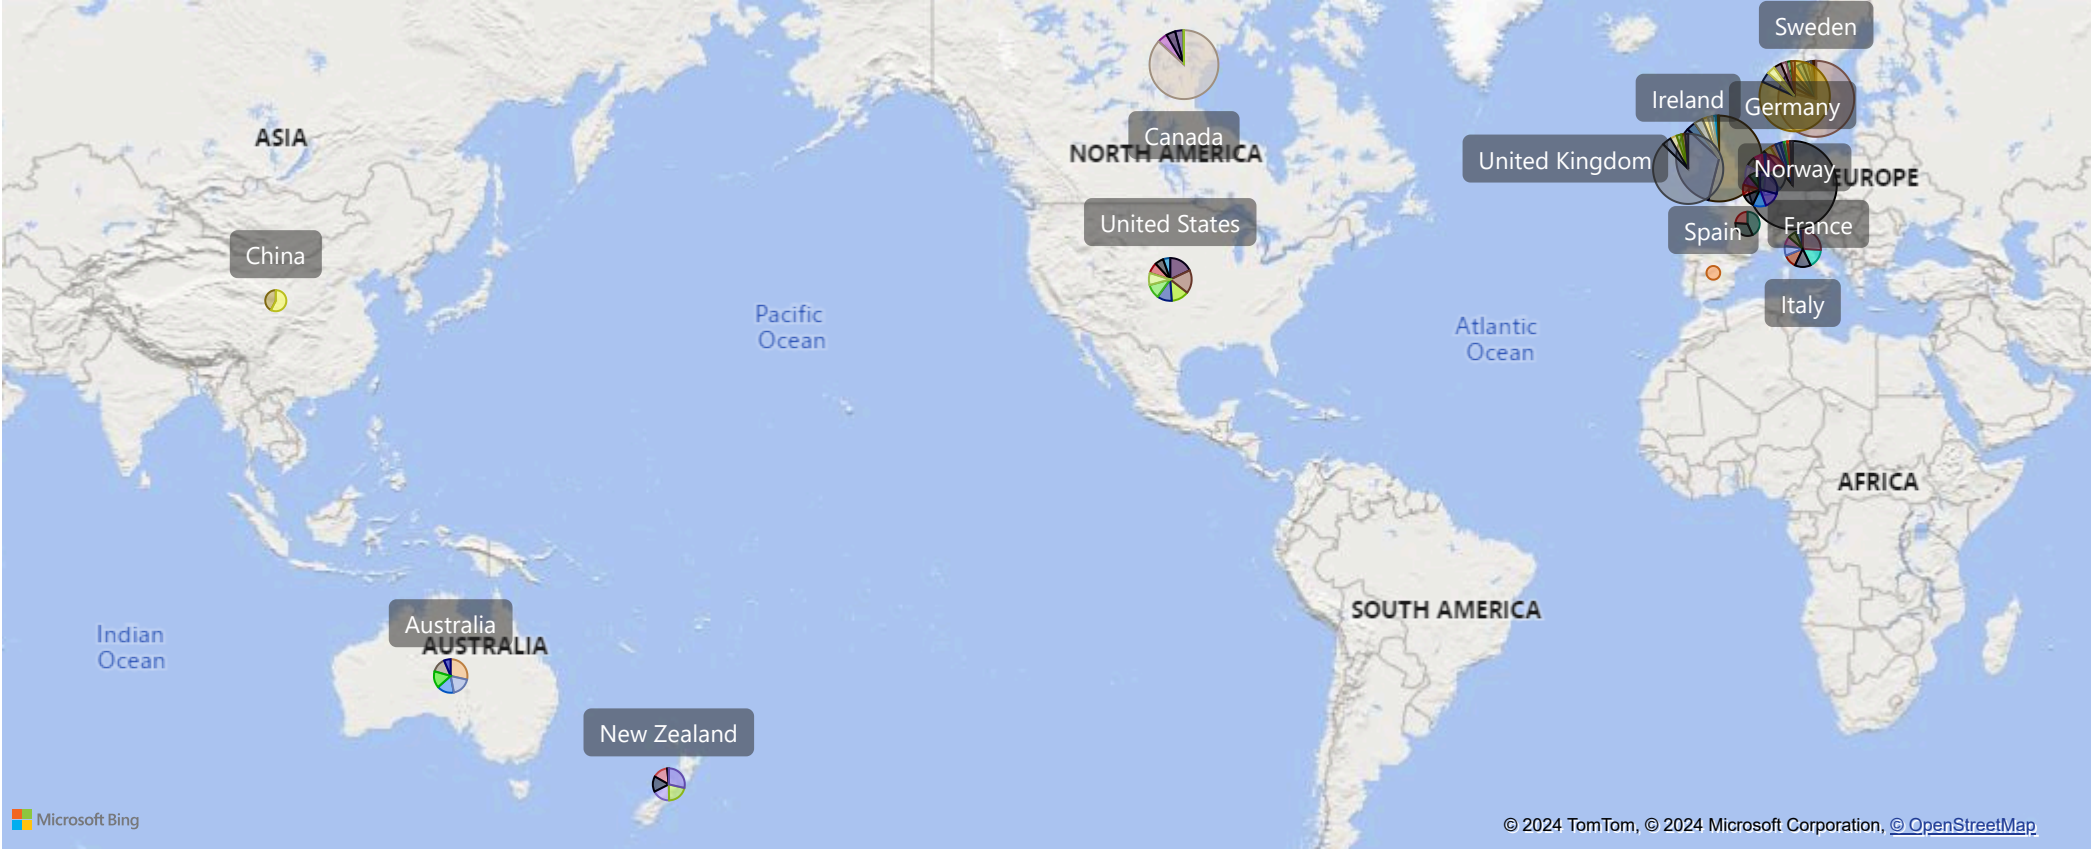 Sweden
Ireland
Germany
ASIA
Canada
NORTH AMERICA
United Kingdom
Norway
EUROPE
United States
Spain
France
China
Italy
Pacific
Ocean
Atlantic
Ocean
AFRICA
SOUTH AMERICA
Australia
AUSTRALIA
Indian
Ocean
New Zealand
Microsoft Bing
© 2024 TomTom, © 2024 Microsoft Corporation, © OpenStreetMap